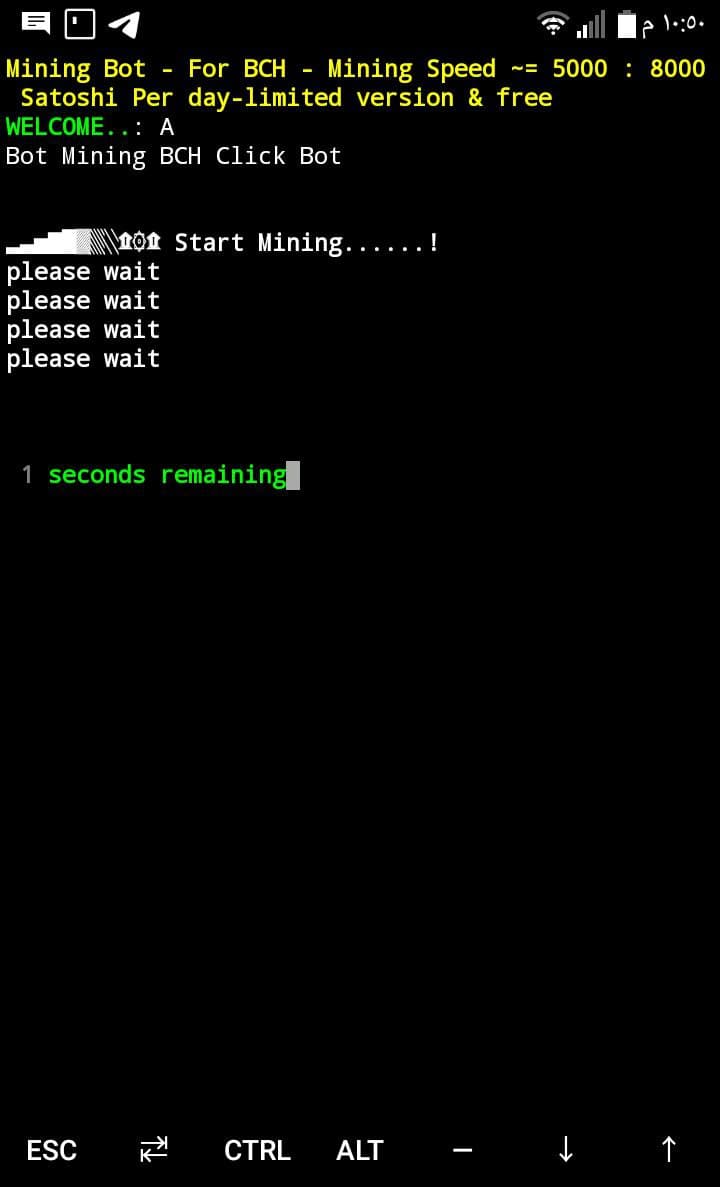 م ١٠:٥٠
Mining Bot - For BCH - Mining Speed ~= 5000 : 8000
Satoshi Per day-limited version & free
WELCOME..: A
Bot Mining BCH Click Bot
Start Mining......!
please wait
please wait
please wait
please wait
1 seconds remaining
ESC CTRL ALT –